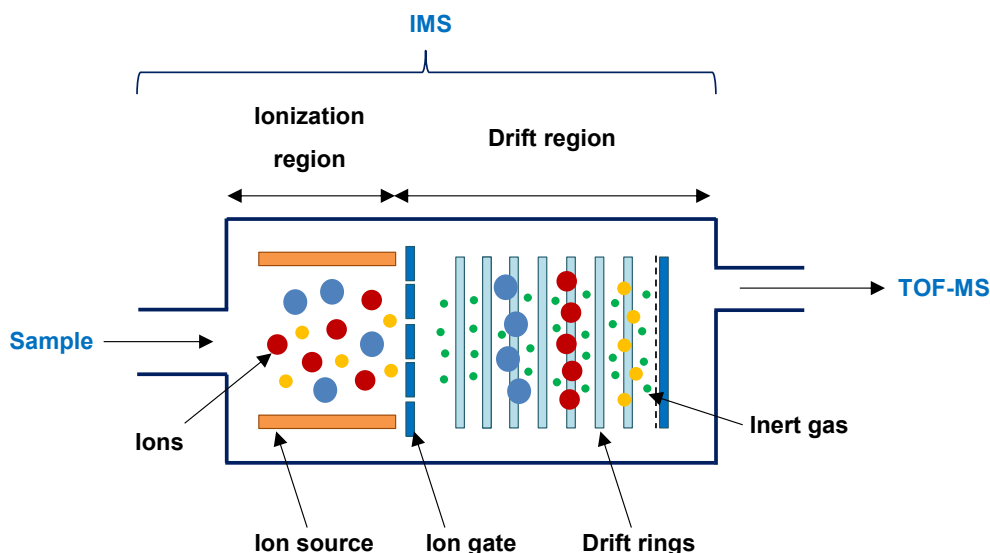 IMS
Ionization
region
Drift region
Sample
TOF-MS
Ions
Inert gas
Ion source
Ion gate
Drift rings